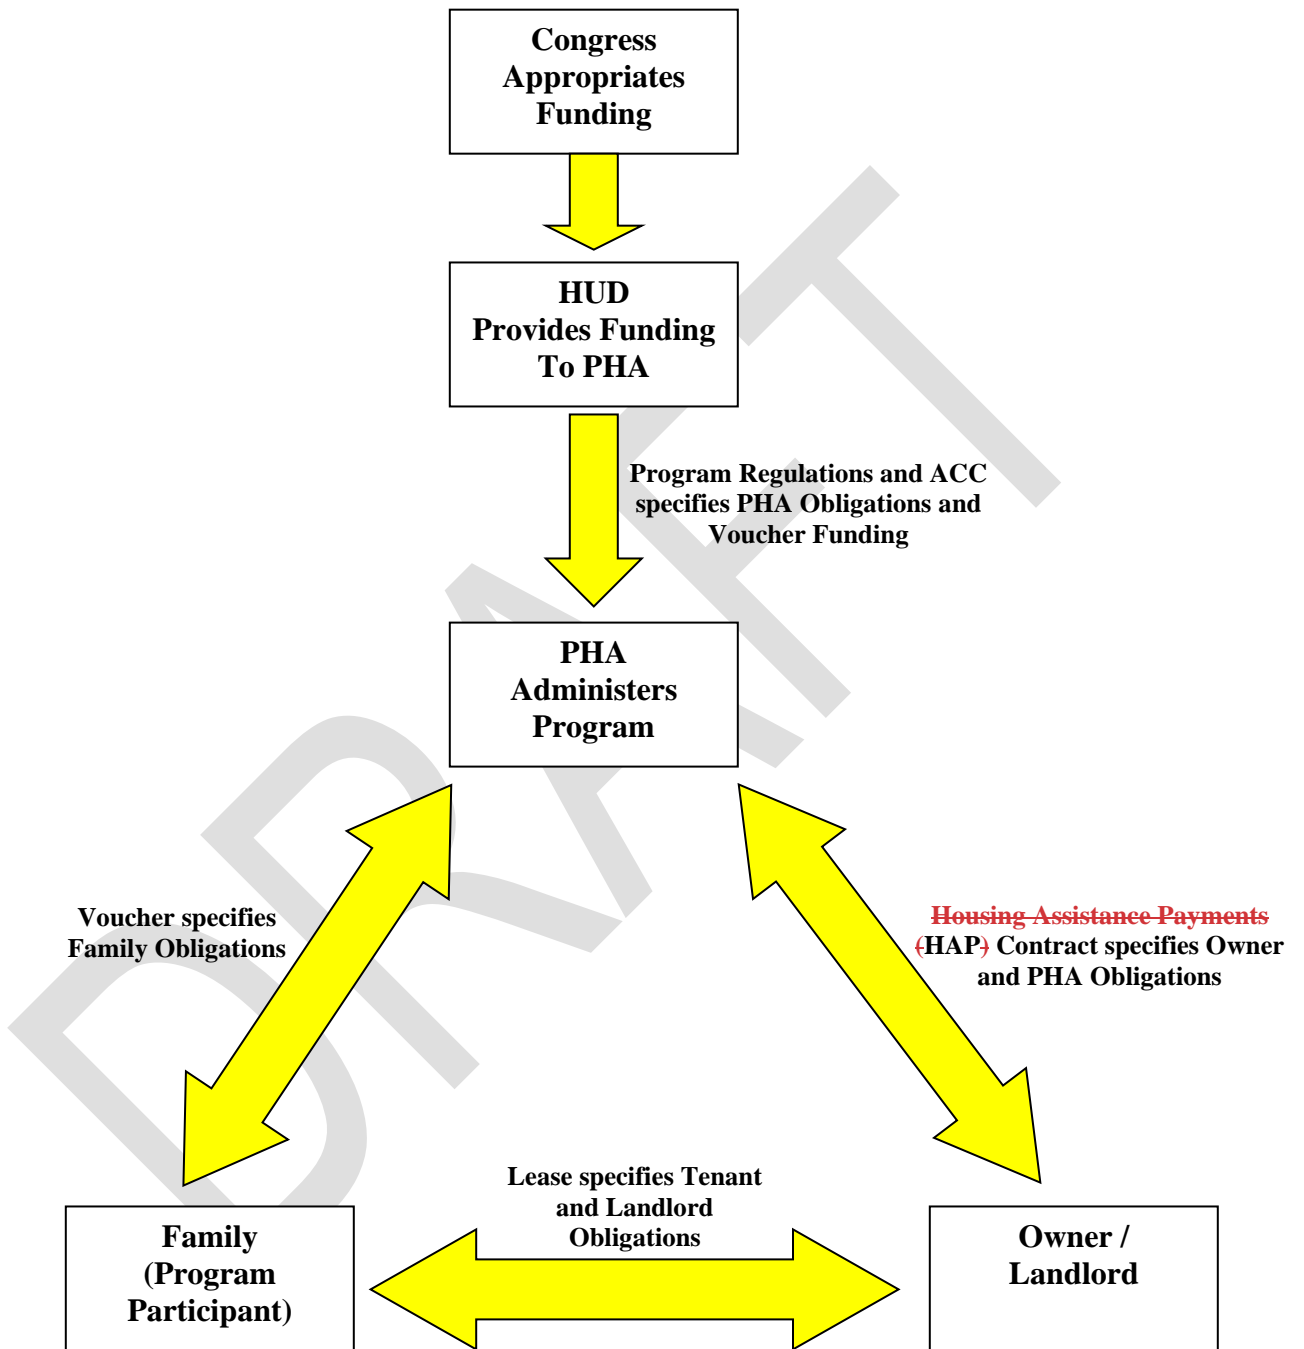 Congress
Appropriates
Funding
HUD
Provides Funding
To PHA
Program Regulations and ACC
specifies PHA Obligations and
Voucher Funding
PHA
Administers
Program
Voucher specifies
Family Obligations
Housing Assistance Payments
(HAP) Contract specifies Owner
and PHA Obligations
Lease specifies Tenant
and Landlord
Obligations
Family
(Program
Participant)
Owner /
Landlord
DRAFT